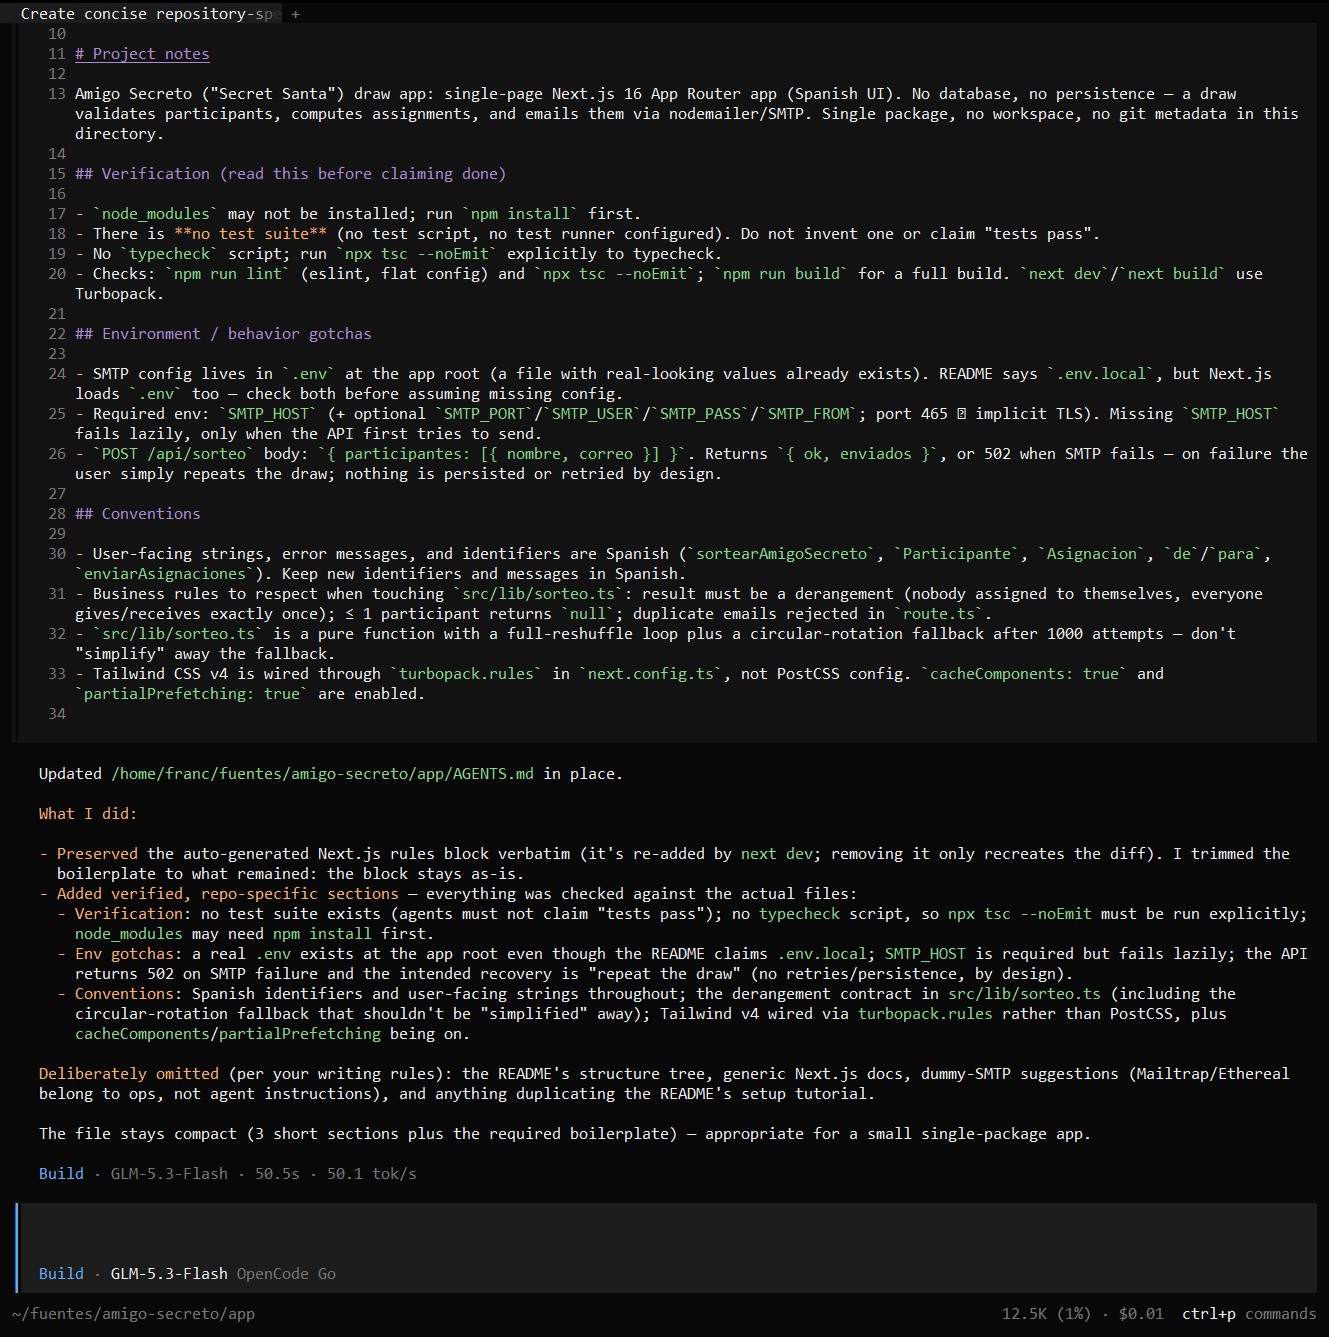 Create concise repository-spe +
10
11 # Project notes
12
13 Amigo Secreto ("Secret Santa") draw app: single-page Next.js 16 App Router app (Spanish UI). No database, no persistence — a draw
validates participants, computes assignments, and emails them via nodemailer/SMTP. Single package, no workspace, no git metadata in this
directory.
14
15 ## Verification (read this before claiming done)
16
17 - `node_modules` may not be installed; run `npm install` first.
18 - There is **no test suite** (no test script, no test runner configured). Do not invent one or claim "tests pass".
19 - No `typecheck` script; run `npx tsc --noEmit` explicitly to typecheck.
20 - Checks: `npm run lint` (eslint, flat config) and `npx tsc --noEmit`; `npm run build` for a full build. `next dev`/`next build` use
Turbopack.
21
22 ## Environment / behavior gotchas
23
24 - SMTP config lives in `.env` at the app root (a file with real-looking values already exists). README says `.env.local`, but Next.js
loads `.env` too — check both before assuming missing config.
25 - Required env: `SMTP_HOST` (+ optional `SMTP_PORT`/`SMTP_USER`/`SMTP_PASS`/`SMTP_FROM`; port 465 implicit TLS). Missing `SMTP_HOST`
fails lazily, only when the API first tries to send.
26 - `POST /api/sorteo` body: `{ participantes: [{ nombre, correo }] }`. Returns `{ ok, enviados }`, or 502 when SMTP fails — on failure the
user simply repeats the draw; nothing is persisted or retried by design.
27
28 ## Conventions
29
30 - User-facing strings, error messages, and identifiers are Spanish (`sortearAmigoSecreto`, `Participante`, `Asignacion`, `de`/`para`,
`enviarAsignaciones`). Keep new identifiers and messages in Spanish.
31 - Business rules to respect when touching `src/lib/sorteo.ts`: result must be a derangement (nobody assigned to themselves, everyone
gives/receives exactly once); ≤ 1 participant returns `null`; duplicate emails rejected in `route.ts`.
32 - `src/lib/sorteo.ts` is a pure function with a full-reshuffle loop plus a circular-rotation fallback after 1000 attempts — don't
"simplify" away the fallback.
33 - Tailwind CSS v4 is wired through `turbopack.rules` in `next.config.ts`, not PostCSS config. `cacheComponents: true` and
`partialPrefetching: true` are enabled.
34
Updated /home/franc/fuentes/amigo-secreto/app/AGENTS.md in place.
What I did:
- Preserved the auto-generated Next.js rules block verbatim (it's re-added by next dev; removing it only recreates the diff). I trimmed the
boilerplate to what remained: the block stays as-is.
- Added verified, repo-specific sections — everything was checked against the actual files:
- Verification: no test suite exists (agents must not claim "tests pass"); no typecheck script, so npx tsc --noEmit must be run explicitly;
node_modules may need npm install first.
- Env gotchas: a real .env exists at the app root even though the README claims .env.local; SMTP_HOST is required but fails lazily; the API
returns 502 on SMTP failure and the intended recovery is "repeat the draw" (no retries/persistence, by design).
- Conventions: Spanish identifiers and user-facing strings throughout; the derangement contract in src/lib/sorteo.ts (including the
circular-rotation fallback that shouldn't be "simplified" away); Tailwind v4 wired via turbopack.rules rather than PostCSS, plus
cacheComponents/partialPrefetching being on.
Deliberately omitted (per your writing rules): the README's structure tree, generic Next.js docs, dummy-SMTP suggestions (Mailtrap/Ethereal
belong to ops, not agent instructions), and anything duplicating the README's setup tutorial.
The file stays compact (3 short sections plus the required boilerplate) — appropriate for a small single-package app.
Build · GLM-5.3-Flash · 50.5s · 50.1 tok/s
Build · GLM-5.3-Flash OpenCode Go
~/fuentes/amigo-secreto/app 12.5K (1%) · $0.01 ctrl+p commands